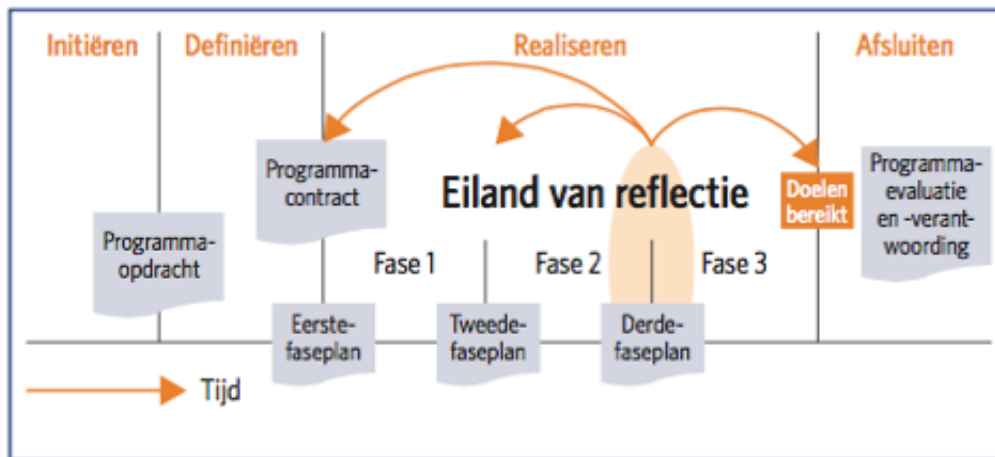 Initiëren
Definiëren
Realiseren
Afsluiten
Programma-
opdracht
Programma-
contract
Eiland van reflectie
Doelen
bereikt
Programma-
evaluatie
en -verant-
woording
Fase 1
Fase 2
Fase 3
Eerste-
faseplan
Tweede-
faseplan
Derde-
faseplan
Tijd